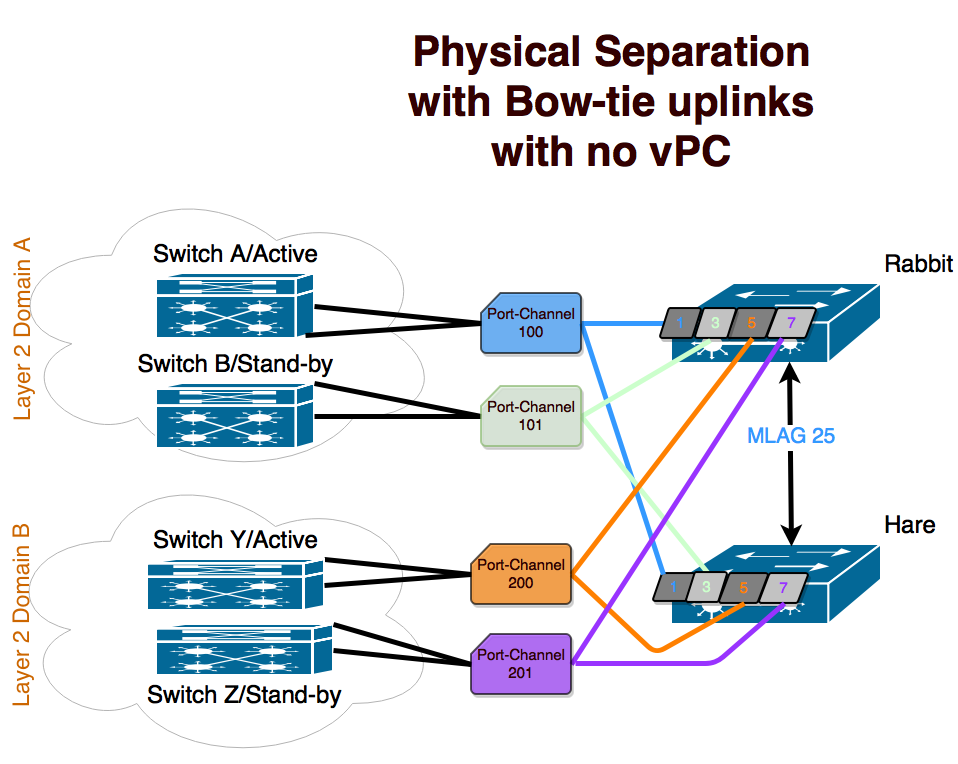 Physical Separation
with Bow-tie uplinks
with no vPC
Layer 2 Domain A
Switch A/Active
Switch B/Stand-by
Port-Channel
100
Port-Channel
101
Rabbit
1 3 5 7
MLAG 25
Layer 2 Domain B
Switch Y/Active
Switch Z/Stand-by
Port-Channel
200
Port-Channel
201
Hare
1 3 5 7